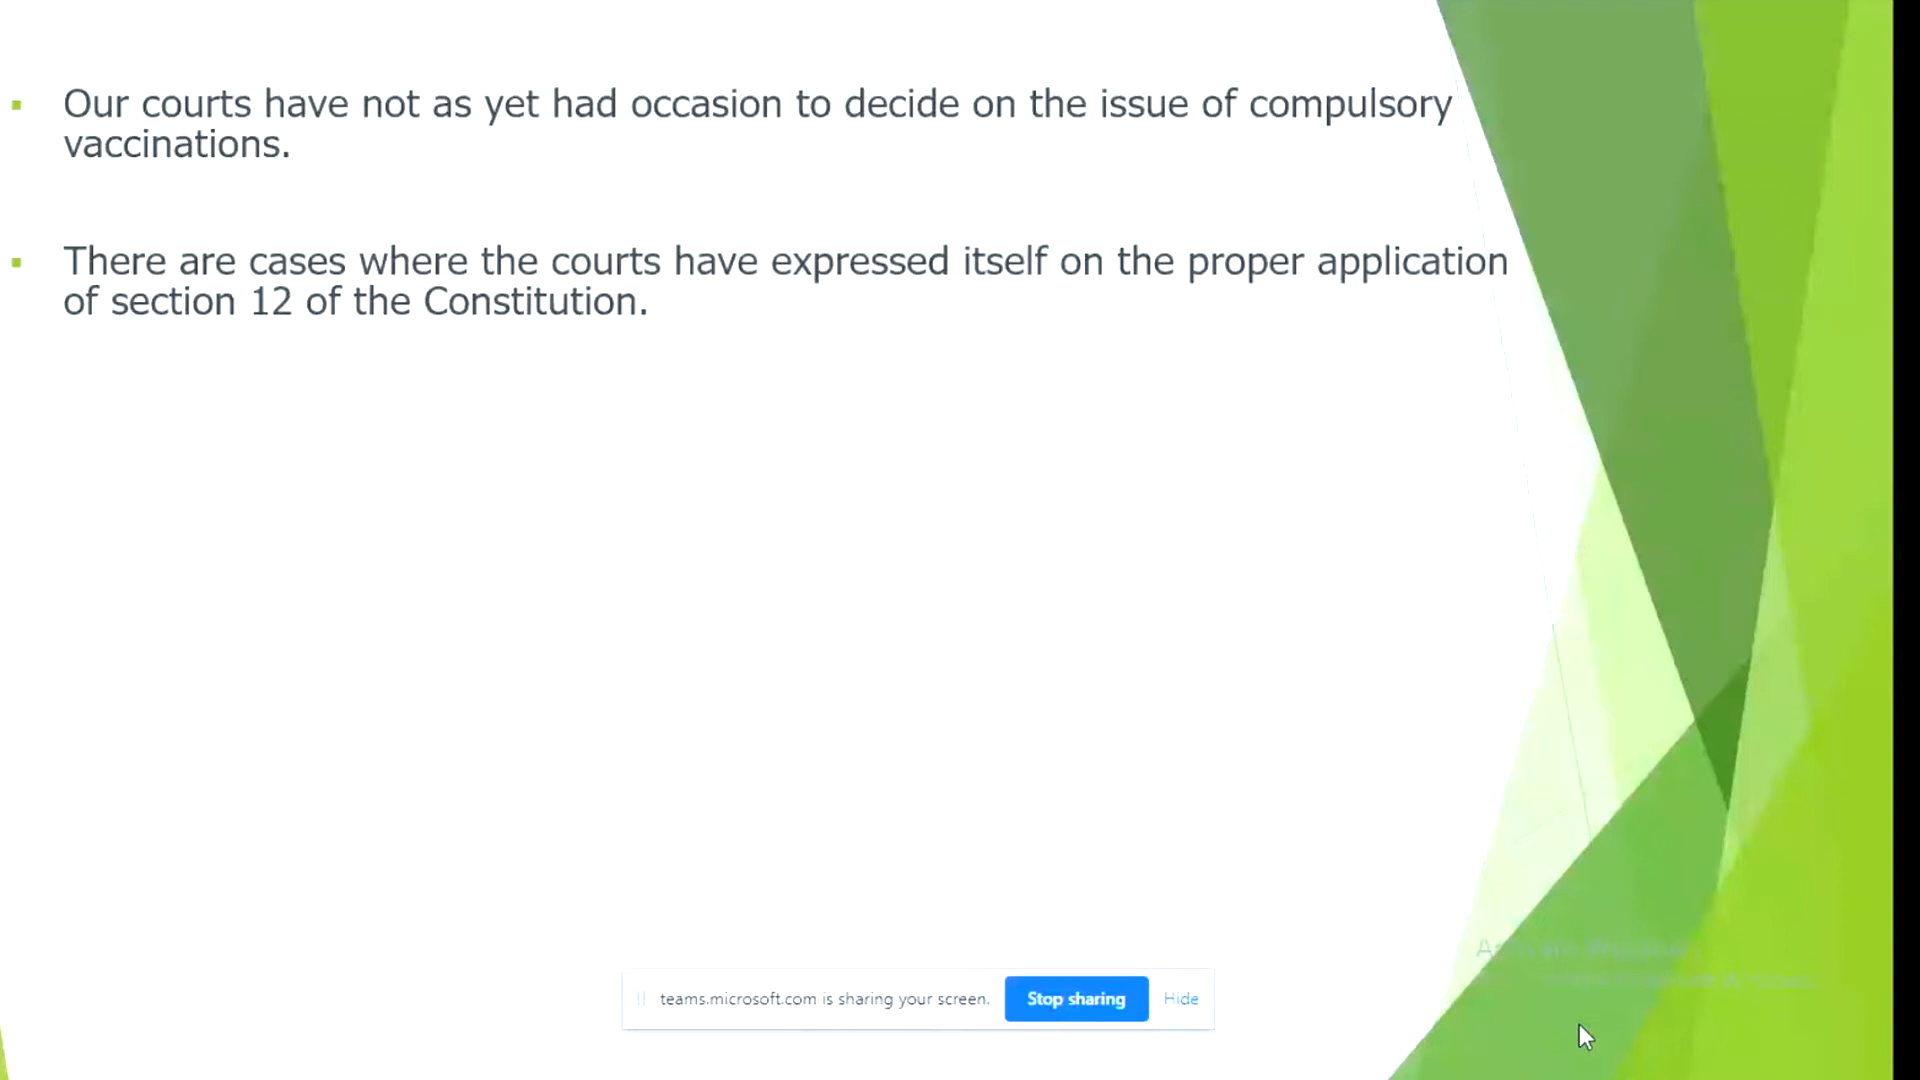 Our courts have not as yet had occasion to decide on the issue of compulsory
vaccinations.
There are cases where the courts have expressed itself on the proper application
of section 12 of the Constitution.
teams.microsoft.com is sharing your screen.
Stop sharing
Hide